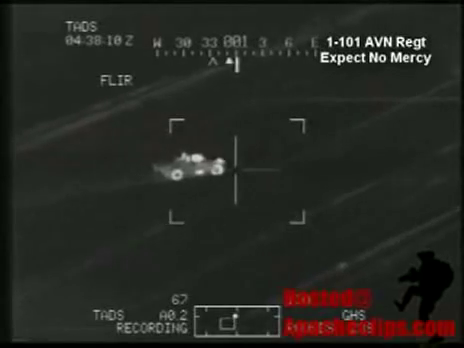 TADS
04:38:10 Z
W 30 33 001 3 6 E
1-101 AVN Regt
Expect No Mercy
FLIR
67
TADS A0.2 GHS
RECORDING
Hosted@
Apacheclips.com